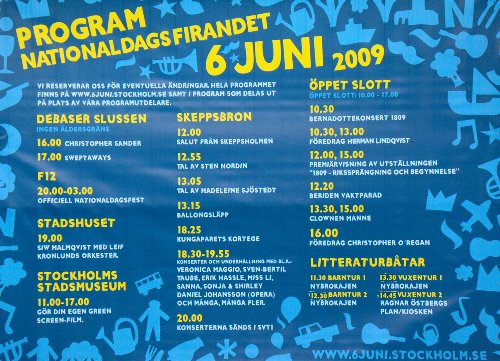 PROGRAM
NATIONALDAGSFIRANDET
6 JUNI 2009
VI RESERVERAR OSS FÖR EVENTUELLA ÄNDRINGAR. HELA PROGRAMMET
FINNS PÅ WWW.6JUNI.STOCKHOLM.SE SAMT I PROGRAM SOM DELAS UT
PÅ PLATS AV VÅRA PROGRAMUTDELARE.
DEBASER SLUSSEN
INGEN ÅLDERSGRÄNS
16.00 CHRISTOPHER SANDER
17.00 SWEPTAWAYS
F12
20.00-03.00
OFFICIELL NATIONALDAGSFEST
STADSHUSET
19.00
SIW MALMQVIST MED LEIF
KRONLUNDS ORKESTER.
STOCKHOLMS
STADSMUSEUM
11.00-17.00
GÖR DIN EGEN GREEN
SCREEN-FILM.
SKEPPSBRON
12.00
SALUT FRÅN SKEPPSHOLMEN
12.55
TAL AV STEN NORDIN
13.05
TAL AV MADELEINE SJÖSTEDT
13.15
BALLONGSLÄPP
18.25
KUNGAPARETS KORTEGE
18.30-19.55
KONSERTER OCH UNDERHÅLLNING MED BL.A.
VERONICA MAGGIO, SVEN-BERTIL
TAUBE, ERIK HASSLE, MISS LI,
SANNA, SONJA & SHIRLEY
DANIEL JOHANSSON (OPERA)
OCH MÅNGA, MÅNGA FLER.
20.00
KONSERTERNA SÄNDS I SVT1
ÖPPET SLOTT
ÖPPET SLOTT: 10.00 - 17.00
10.30
BERNADOTTEKONSERT 1809
10.30, 13.00
FÖREDRAG HERMAN LINDQVIST
12.00, 15.00
PREMIÄRVISNING AV UTSTÄLLNINGEN
"1809 - RIKSSPRÄNGNING OCH BEGYNNELSE"
12.20
BERIDEN VAKTPARAD
13.30, 15.00
CLOWNEN MANNE
16.00
FÖREDRAG CHRISTOPHER O'REGAN
LITTERATURBÅTAR
11.30 BARNTUR 1
NYBROKAJEN
12.30 BARNTUR 2
NYBROKAJEN
13.30 VUXENTUR 1
NYBROKAJEN
14.45 VUXENTUR 2
RAGNAR ÖSTBERGS
PLAN/KIOSKEN
WWW.6JUNI.STOCKHOLM.SE